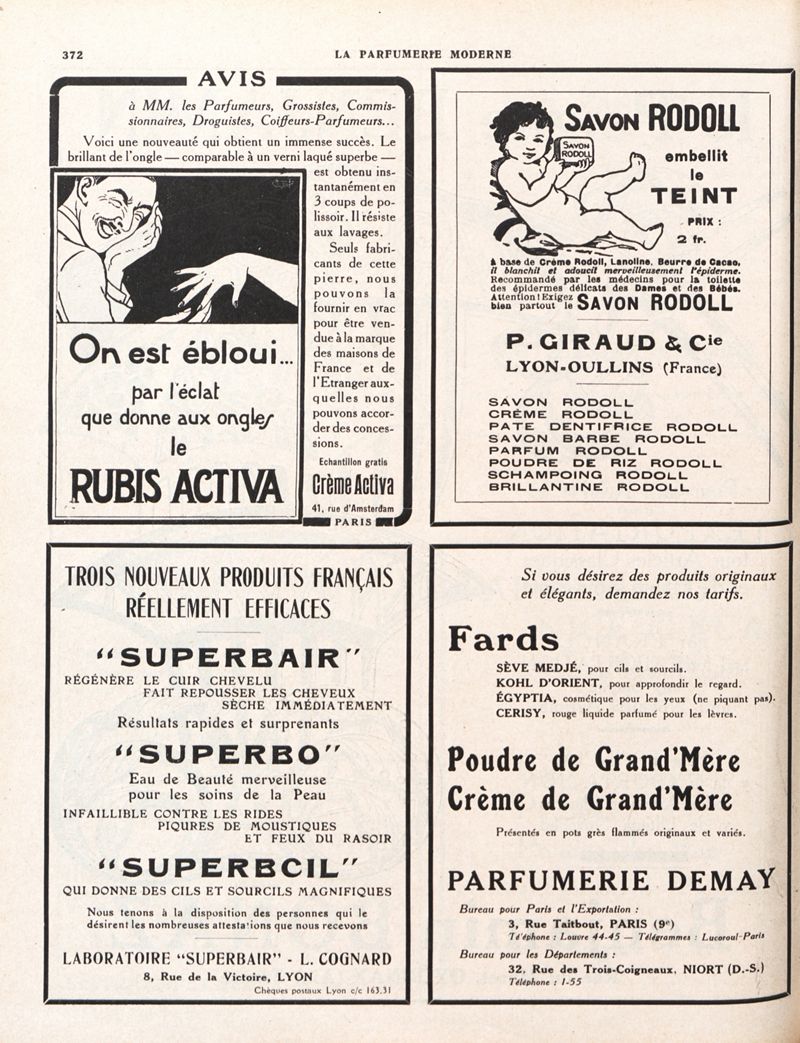 372
LA PARFUMERIE MODERNE
AVIS
à MM. les Parfumeurs, Grossistes, Commis-
sionnaires, Droguistes, Coiffeurs-Parfumeurs...
Voici une nouveauté qui obtient un immense succès. Le
brillant de l'ongle — comparable à un verni laqué superbe —
est obtenu ins-
tantanément en
3 coups de po-
lissoir. Il résiste
aux lavages.
Seuls fabri-
cants de cette
pierre, nous
pouvons la
fournir en vrac
pour être ven-
due à la marque
des maisons de
France et de
l'Etranger aux-
quelles nous
pouvons accor-
der des conces-
sions.
Echantillon gratis
Crème Activa
41, rue d'Amsterdam
PARIS
On est ébloui...
par l'éclat
que donne aux ongles
le
RUBIS ACTIVA
SAVON RODOLL
SAVON
RODOLL
embellit
le
TEINT
PRIX :
2 fr.
à base de Crème Rodoll, Lanoline, Beurre de Cacao,
il blanchit et adoucit merveilleusement l'épiderme.
Recommandé par les médecins pour la toilette
des épidermes délicats des Dames et des Bébés.
Attention! Exigez
bien partout le SAVON RODOLL
P. GIRAUD & Cie
LYON-OULLINS (France)
SAVON RODOLL
CRÈME RODOLL
PATE DENTIFRICE RODOLL
SAVON BARBE RODOLL
PARFUM RODOLL
POUDRE DE RIZ RODOLL
SCHAMPOING RODOLL
BRILLANTINE RODOLL
TROIS NOUVEAUX PRODUITS FRANÇAIS
RÉELLEMENT EFFICACES
"SUPERBAIR"
RÉGÉNÈRE LE CUIR CHEVELU
FAIT REPOUSSER LES CHEVEUX
SÈCHE IMMÉDIATEMENT
Résultats rapides et surprenants
"SUPERBO"
Eau de Beauté merveilleuse
pour les soins de la Peau
INFAILLIBLE CONTRE LES RIDES
PIQURES DE MOUSTIQUES
ET FEUX DU RASOIR
"SUPERBCIL"
QUI DONNE DES CILS ET SOURCILS MAGNIFIQUES
Nous tenons à la disposition des personnes qui le
désirent les nombreuses attesta'ions que nous recevons
LABORATOIRE "SUPERBAIR" - L. COGNARD
8, Rue de la Victoire, LYON
Chèques postaux Lyon c/c 163.31
Si vous désirez des produits originaux
et élégants, demandez nos tarifs.
Fards
SÈVE MEDJÉ, pour cils et sourcils.
KOHL D'ORIENT, pour approfondir le regard.
ÉGYPTIA, cosmétique pour les yeux (ne piquant pas).
CERISY, rouge liquide parfumé pour les lèvres.
Poudre de Grand'Mère
Crème de Grand'Mère
Présentés en pots grès flammés originaux et variés.
PARFUMERIE DEMAY
Bureau pour Paris et l'Exportation :
3, Rue Taitbout, PARIS (9e)
Té'éphone : Louvre 44-45 — Télégrammes : Lucoroul-Paris
Bureau pour les Départements :
32, Rue des Trois-Coigneaux, NIORT (D.-S.)
Téléphone : 1-55